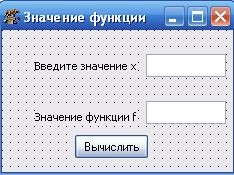 Значение функции
Введите значение x
Значение функции f
Вычислить